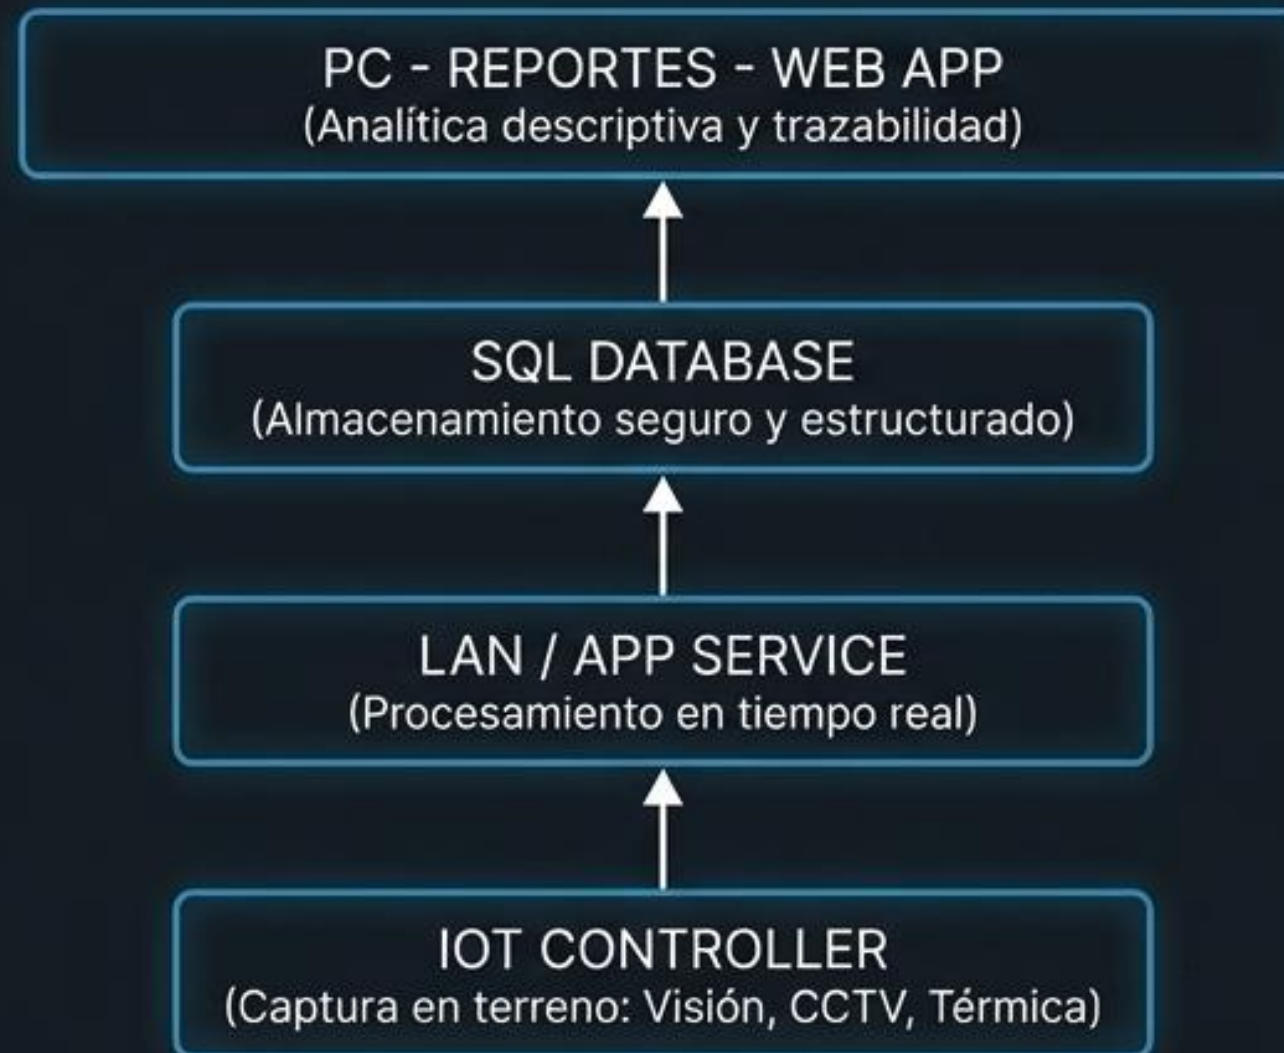 PC - REPORTES - WEB APP
(Analítica descriptiva y trazabilidad)
SQL DATABASE
(Almacenamiento seguro y estructurado)
LAN / APP SERVICE
(Procesamiento en tiempo real)
IOT CONTROLLER
(Captura en terreno: Visión, CCTV, Térmica)